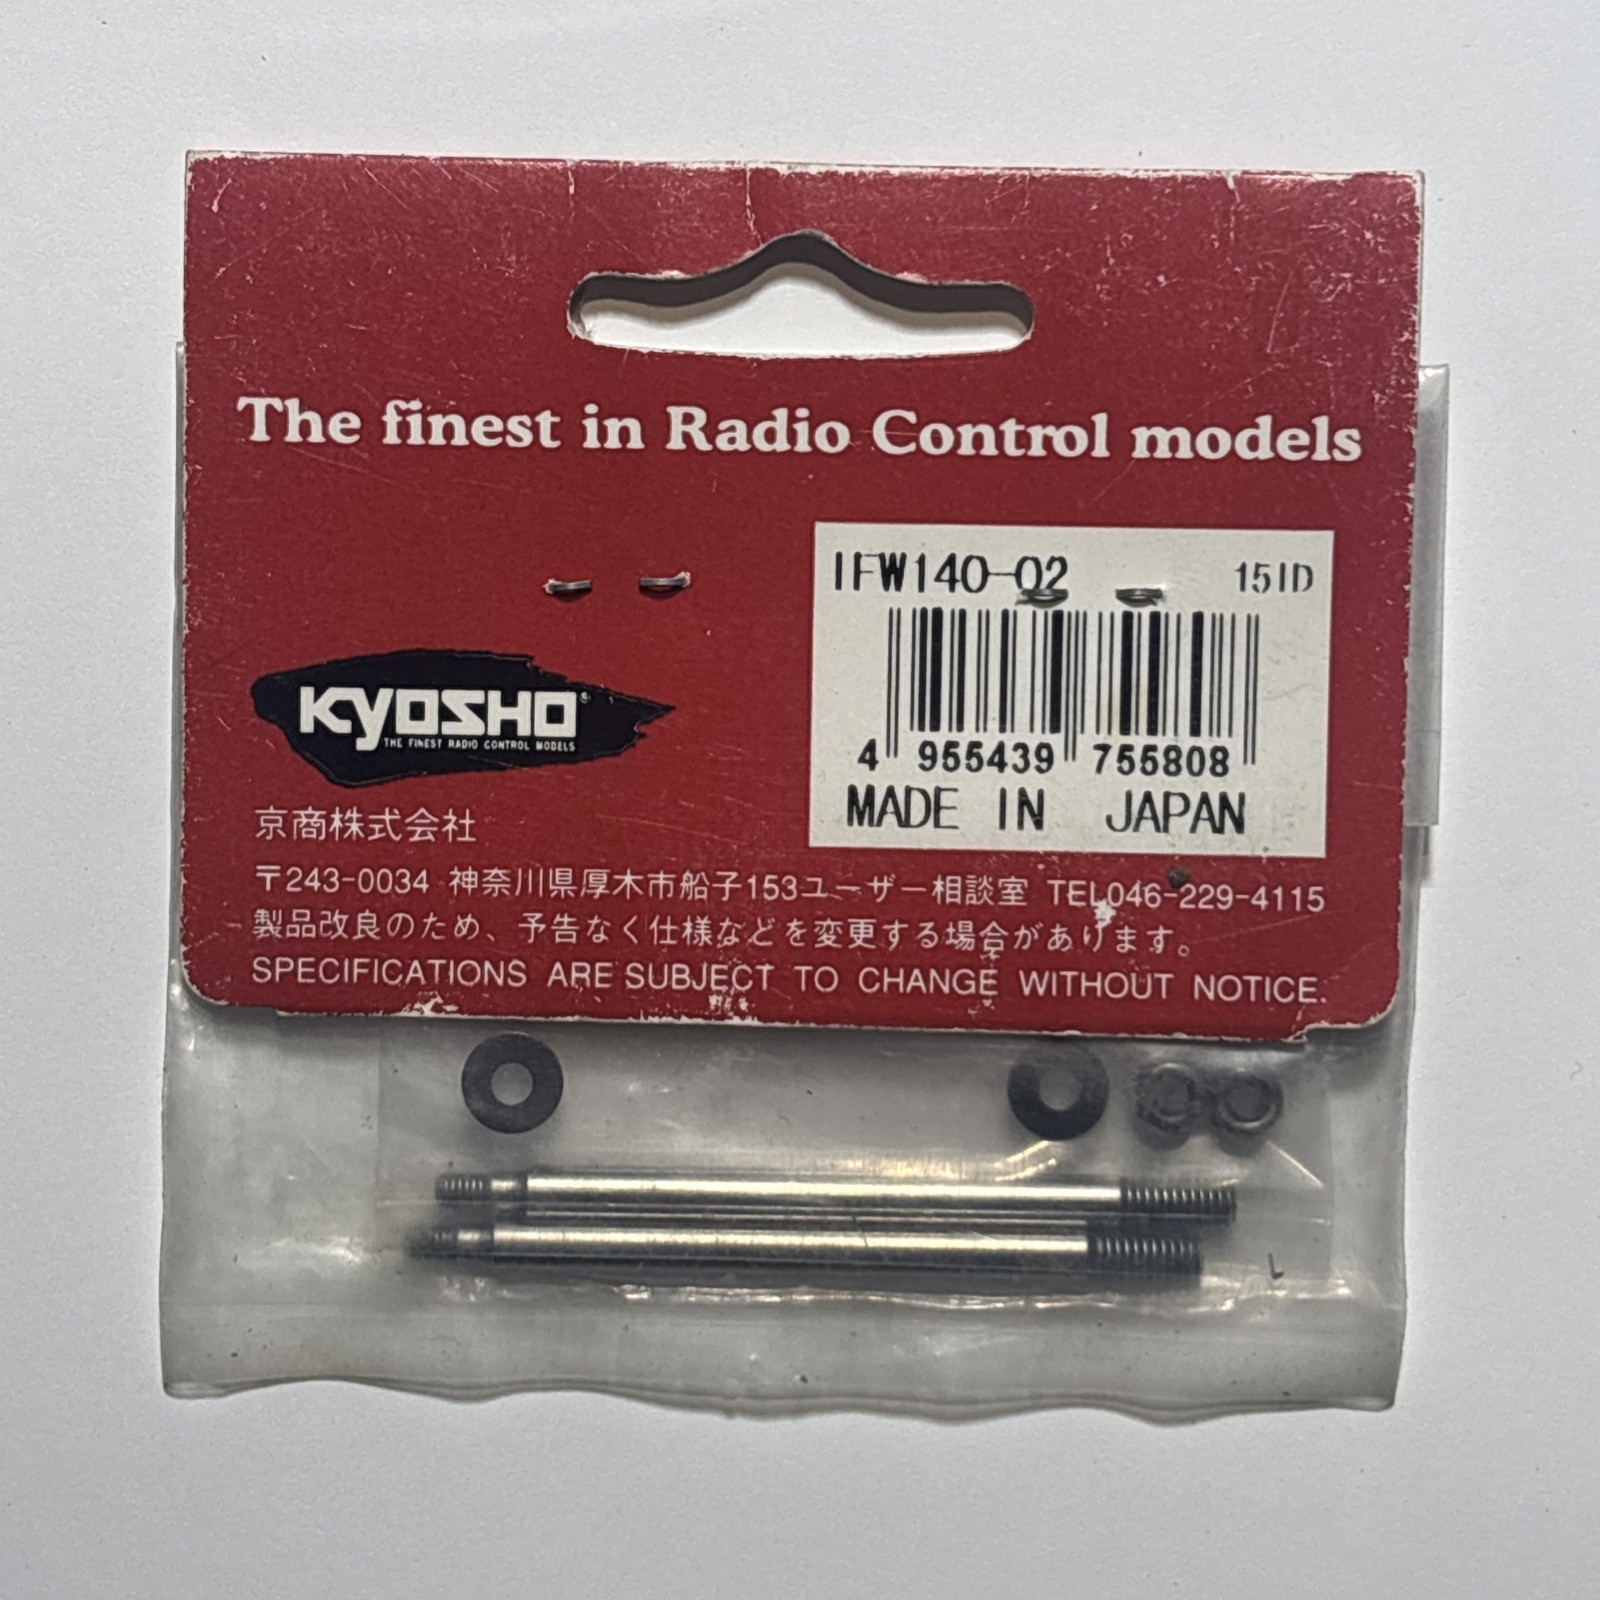 The finest in Radio Control models
IFW140-02 15ID
4 955439 755808
MADE IN JAPAN
KYOSHO®
THE FINEST RADIO CONTROL MODELS
京商株式会社
〒243-0034 神奈川県厚木市船子153ユーザー相談室 TEL046-229-4115
製品改良のため、予告なく仕様などを変更する場合があります。
SPECIFICATIONS ARE SUBJECT TO CHANGE WITHOUT NOTICE.